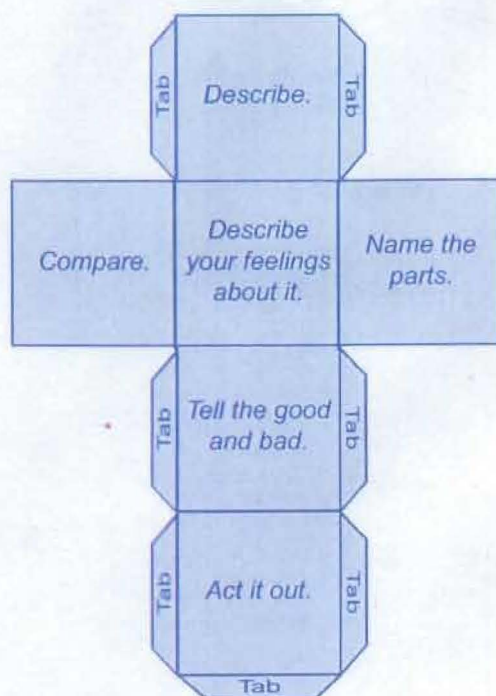 Tab
Describe.
Tab
Compare.
Describe
your feelings
about it.
Name the
parts.
Tab
Tell the good
and bad.
Tab
Tab
Act it out.
Tab
Tab